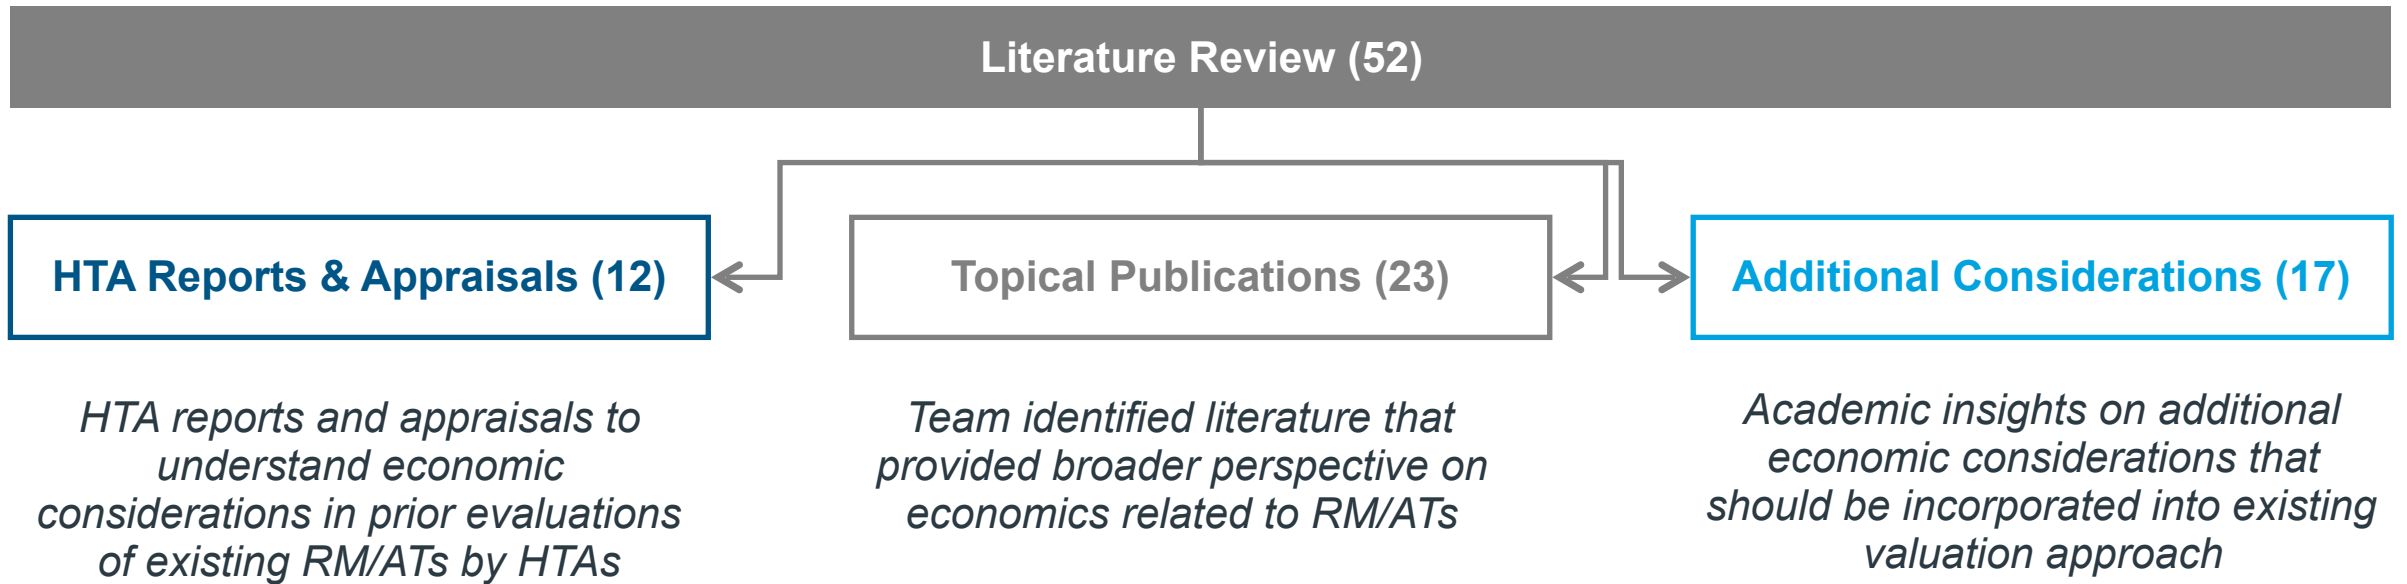 Literature Review (52)
HTA Reports & Appraisals (12)
Topical Publications (23)
Additional Considerations (17)
HTA reports and appraisals to
understand economic
considerations in prior evaluations
of existing RM/ATs by HTAs
Team identified literature that
provided broader perspective on
economics related to RM/ATs
Academic insights on additional
economic considerations that
should be incorporated into existing
valuation approach